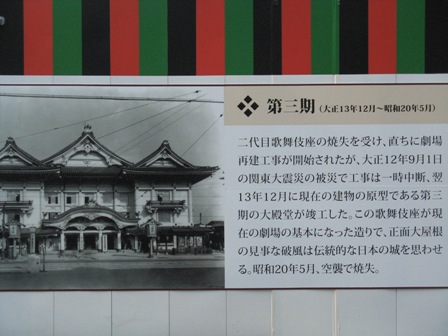 第三期（大正13年12月～昭和20年5月）
二代目歌舞伎座の焼失を受け、直ちに劇場
再建工事が開始されたが、大正12年9月1日
の関東大震災の被災で工事は一時中断、翌
13年12月に現在の建物の原型である第三
期の大殿堂が竣工した。この歌舞伎座が現
在の劇場の基本になった造りで、正面大屋根
の見事な破風は伝統的な日本の城を思わせ
る。昭和20年5月、空襲で焼失。